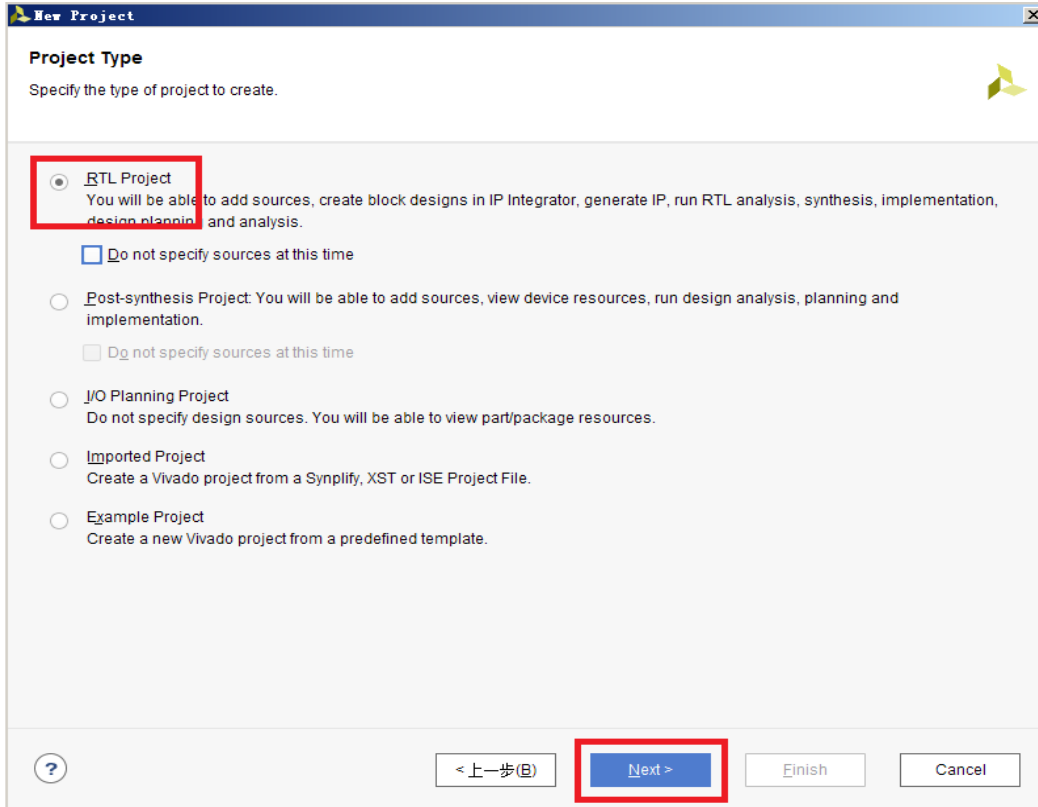 New Project
Project Type
Specify the type of project to create.
RTL Project
You will be able to add sources, create block designs in IP Integrator, generate IP, run RTL analysis, synthesis, implementation,
design planning and analysis.
Do not specify sources at this time
Post-synthesis Project: You will be able to add sources, view device resources, run design analysis, planning and
implementation.
Do not specify sources at this time
I/O Planning Project
Do not specify design sources. You will be able to view part/package resources.
Imported Project
Create a Vivado project from a Synplify, XST or ISE Project File.
Example Project
Create a new Vivado project from a predefined template.
?
<上一步(B)
Next >
Finish
Cancel